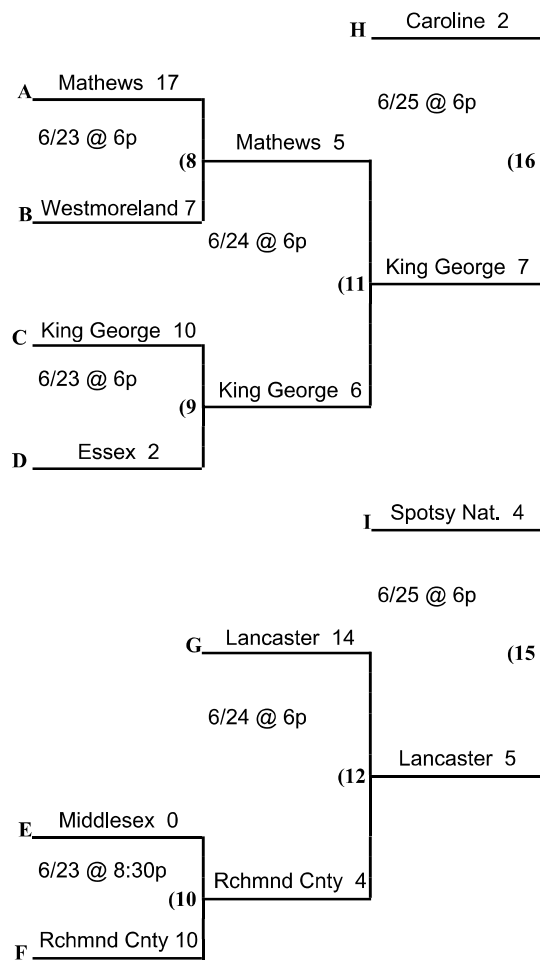 H Caroline 2
A Mathews 17
6/25 @ 6p
6/23 @ 6p
(8 Mathews 5
(16
B Westmoreland 7
6/24 @ 6p
(11 King George 7
C King George 10
6/23 @ 6p
(9 King George 6
D Essex 2
I Spotsy Nat. 4
6/25 @ 6p
G Lancaster 14
(15
6/24 @ 6p
(12 Lancaster 5
E Middlesex 0
6/23 @ 8:30p
(10 Rchmnd Cnty 4
F Rchmnd Cnty 10